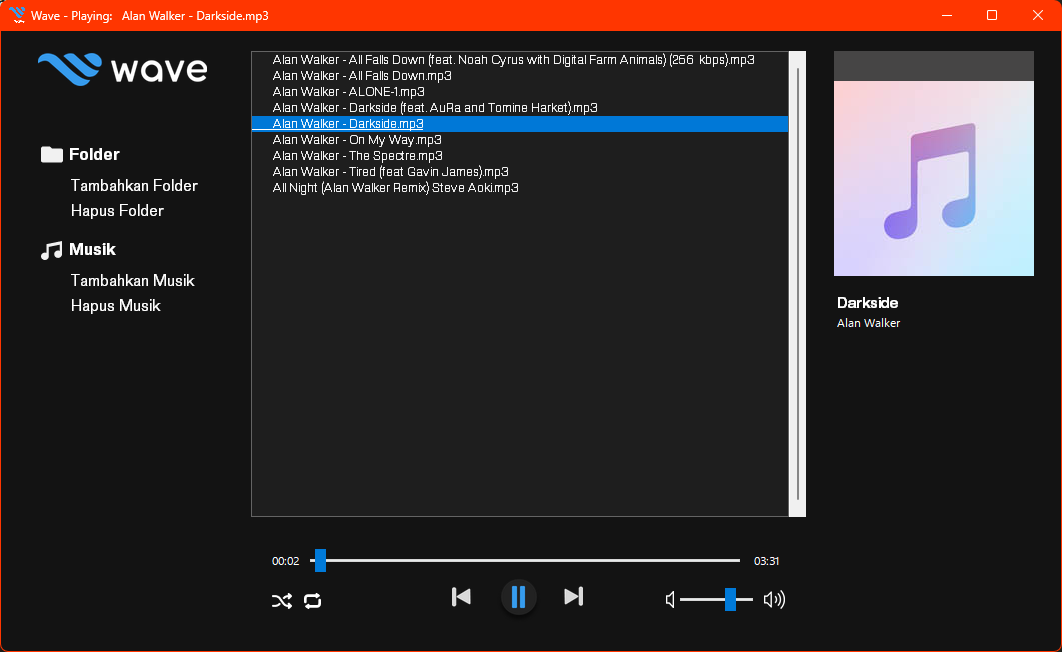 Wave - Playing: Alan Walker - Darkside.mp3
wave
Folder
Tambahkan Folder
Hapus Folder
Musik
Tambahkan Musik
Hapus Musik
Alan Walker - All Falls Down (feat. Noah Cyrus with Digital Farm Animals) (256 kbps).mp3
Alan Walker - All Falls Down.mp3
Alan Walker - ALONE-1.mp3
Alan Walker - Darkside (feat. AuRa and Tomine Harket).mp3
Alan Walker - Darkside.mp3
Alan Walker - On My Way.mp3
Alan Walker - The Spectre.mp3
Alan Walker - Tired (feat Gavin James).mp3
All Night (Alan Walker Remix) Steve Aoki.mp3
Darkside
Alan Walker
00:02
03:31